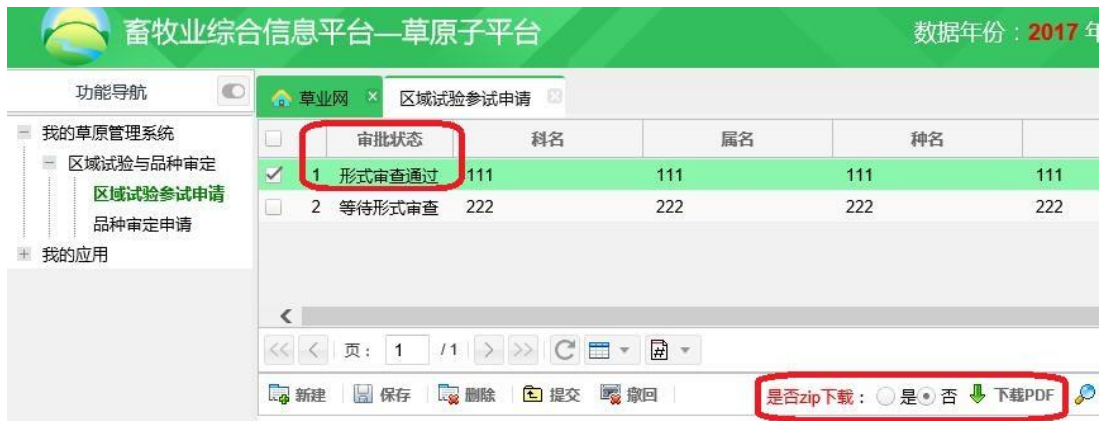 畜牧业综合信息平台—草原子平台 数据年份：2017 年
功能导航 草业网 区域试验参试申请
我的草原管理系统 审批状态 科名 属名 种名
区域试验与品种审定
1 形式审查通过 111 111 111 111
区域试验参试申请
2 等待形式审查 222 222 222 222
品种审定申请
我的应用
页： 1 /1
新建 保存 删除 提交 撤回 是否zip下载： 是 否 下载PDF